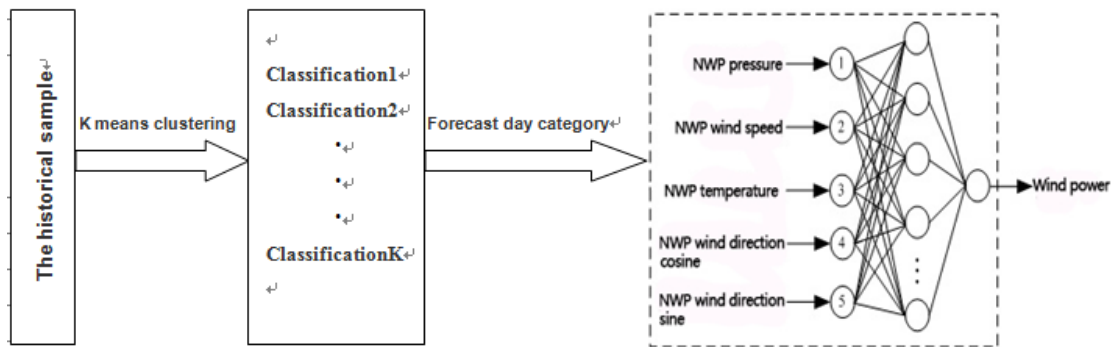 The historical sample
K means clustering
↵
Classification1↵
Classification2↵
•↵
•↵
•↵
ClassificationK↵
↵
Forecast day category↵
NWP pressure
1
NWP wind speed
2
NWP temperature
3
NWP wind direction
cosine
4
NWP wind direction
sine
5
Wind power